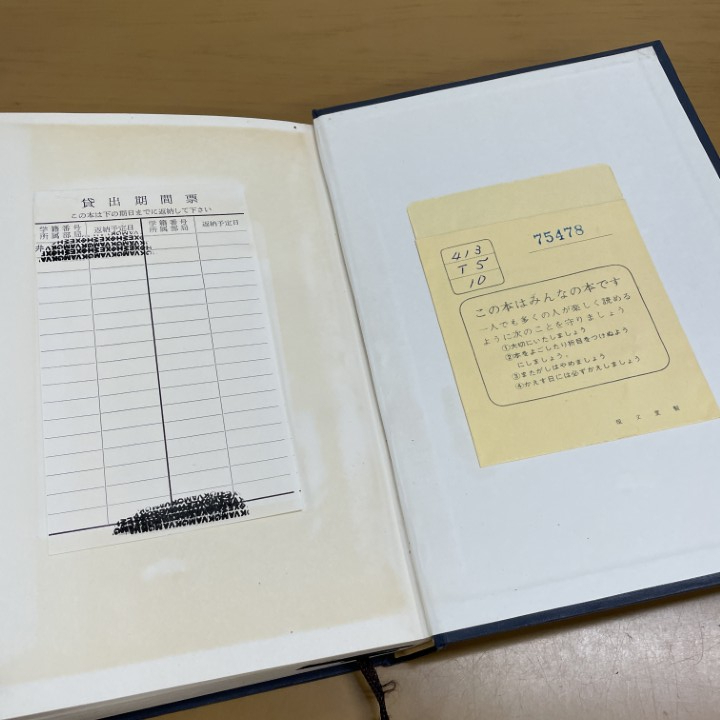 貸出期間票
この本は下の期日までに返納して下さい
学籍番号 所属部局 返納予定日 学籍番号 所属部局 返納予定日
非
75478
413
T5
10
この本はみんなの本です
一人でも多くの人が楽しく読める
ように次のことを守りましょう
①大切にいたしましょう
②本をよごしたり折目をつけぬよう
にしましょう.
③またがしはやめましょう
④かえす日には必ずかえしましょう